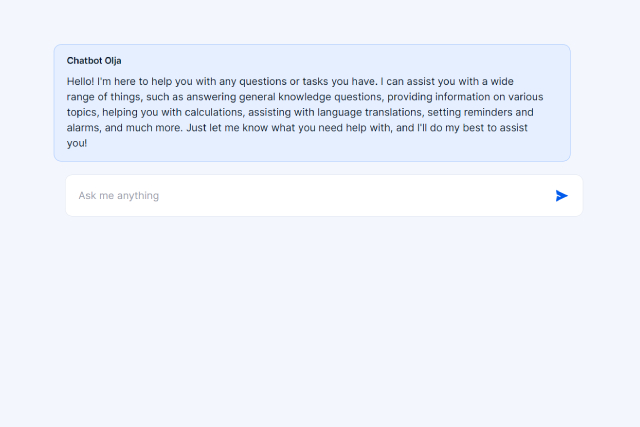 Chatbot Olja
Hello! I'm here to help you with any questions or tasks you have. I can assist you with a wide
range of things, such as answering general knowledge questions, providing information on various
topics, helping you with calculations, assisting with language translations, setting reminders and
alarms, and much more. Just let me know what you need help with, and I'll do my best to assist
you!
Ask me anything